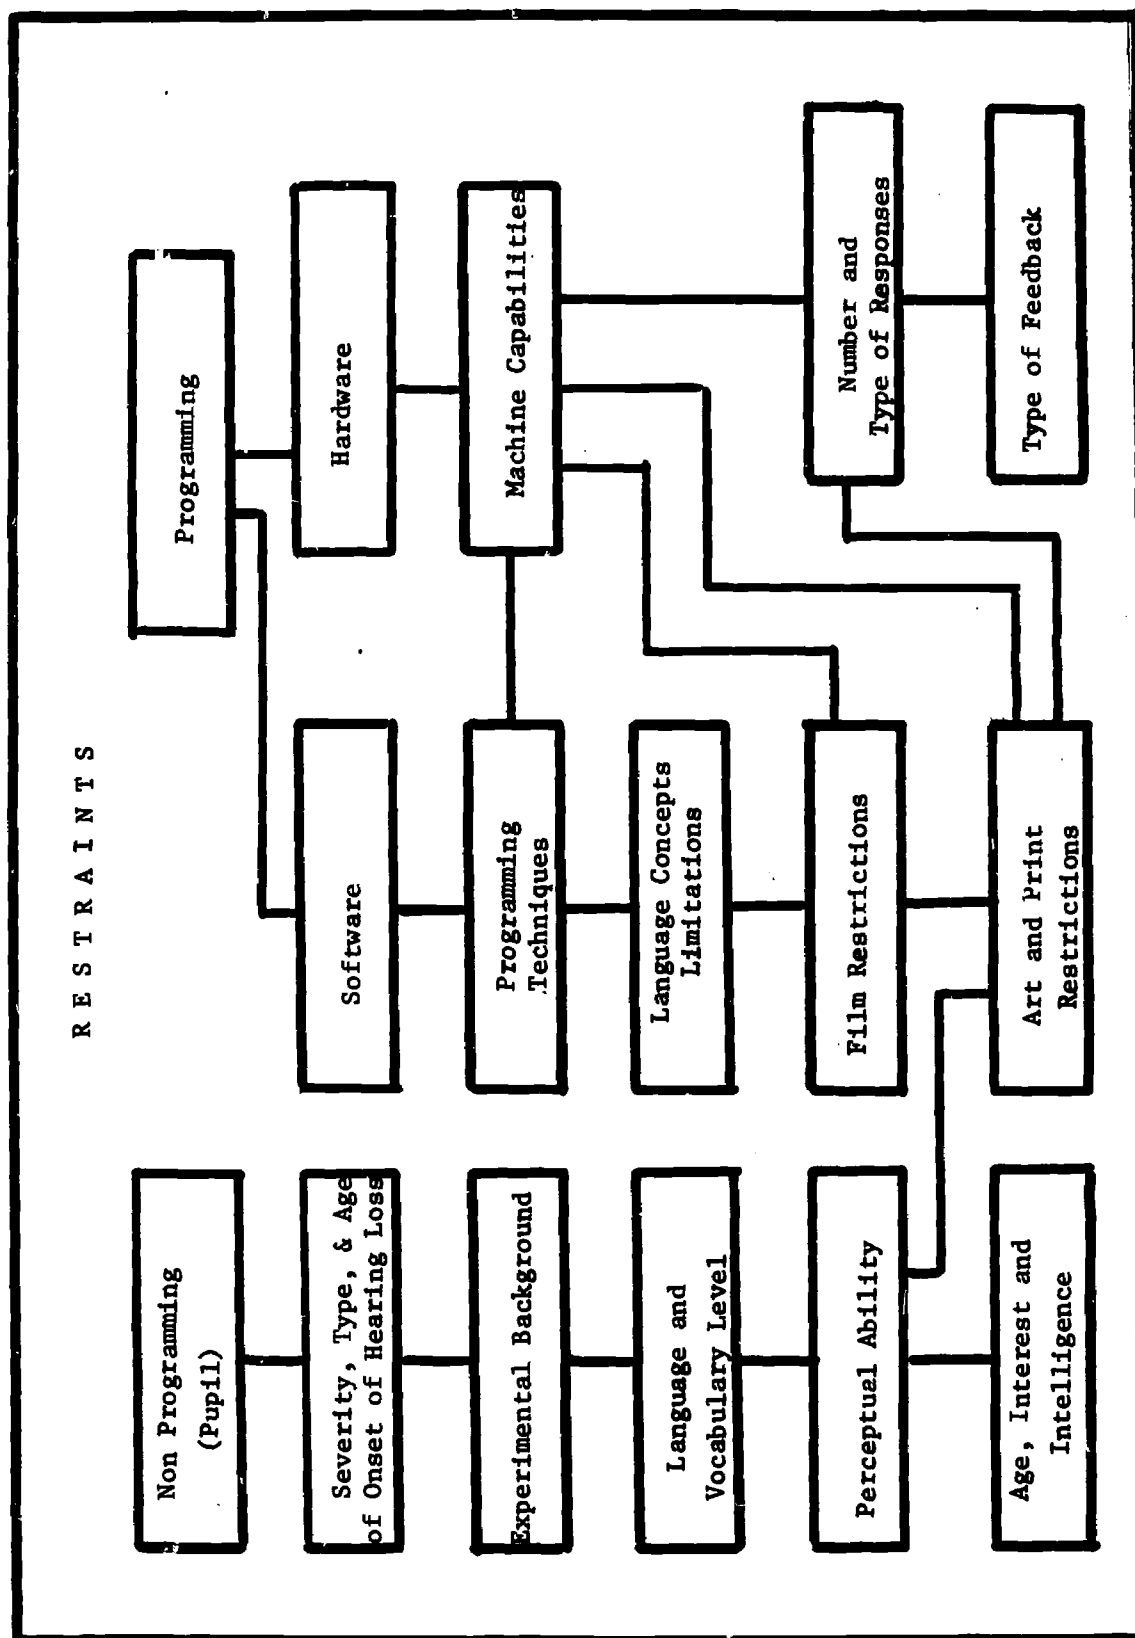 RESTRAINTS
Non Programming
(Pupil)
Severity, Type, & Age
of Onset of Hearing Loss
Experimental Background
Language and
Vocabulary Level
Perceptual Ability
Age, Interest and
Intelligence
Programming
Software
Programming
Techniques
Language Concepts
Limitations
Film Restrictions
Art and Print
Restrictions
Hardware
Machine Capabilities
Number and
Type of Responses
Type of Feedback